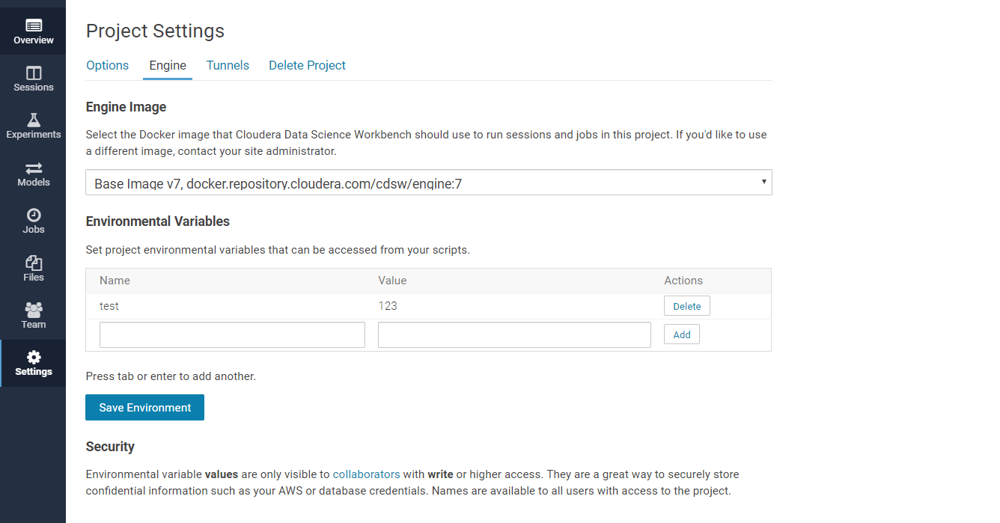 Overview
Sessions
Experiments
Models
Jobs
Files
Team
Settings
Project Settings
Options Engine Tunnels Delete Project
Engine Image
Select the Docker image that Cloudera Data Science Workbench should use to run sessions and jobs in this project. If you'd like to use
a different image, contact your site administrator.
Base Image v7, docker.repository.cloudera.com/cdsw/engine:7
Environmental Variables
Set project environmental variables that can be accessed from your scripts.
Name Value Actions
test 123 Delete
Add
Press tab or enter to add another.
Save Environment
Security
Environmental variable values are only visible to collaborators with write or higher access. They are a great way to securely store
confidential information such as your AWS or database credentials. Names are available to all users with access to the project.